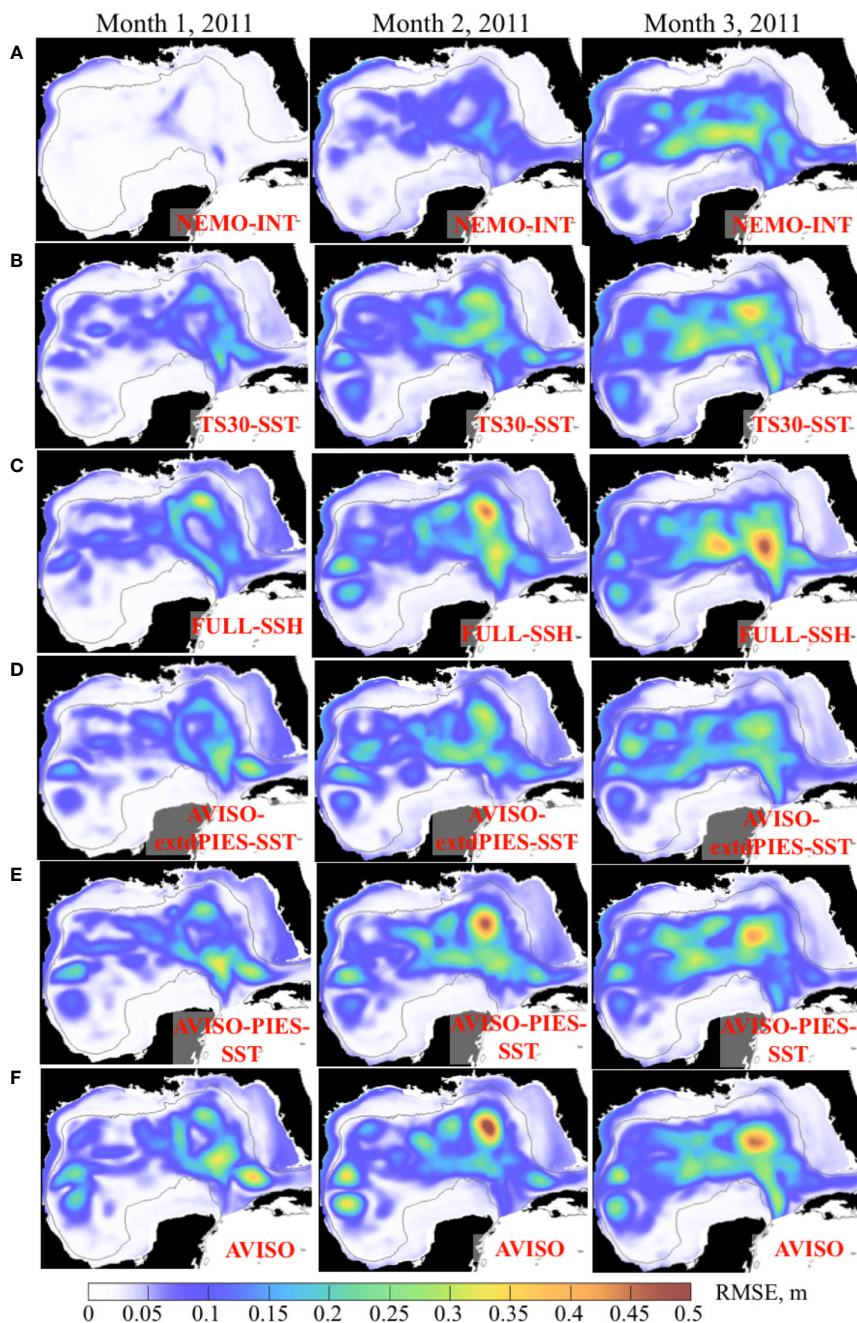 Month 1, 2011 Month 2, 2011 Month 3, 2011
A
NEMO-INT NEMO-INT NEMO-INT
B
TS30-SST TS30-SST TS30-SST
C
FULL-SSH FULL-SSH FULL-SSH
D
AVISO- AVISO- AVISO-
extdPIES-SST extdPIES-SST extdPIES-SST
E
AVISO-PIES- AVISO-PIES- AVISO-PIES-
SST SST SST
F
AVISO AVISO AVISO
RMSE, m
0 0.05 0.1 0.15 0.2 0.25 0.3 0.35 0.4 0.45 0.5